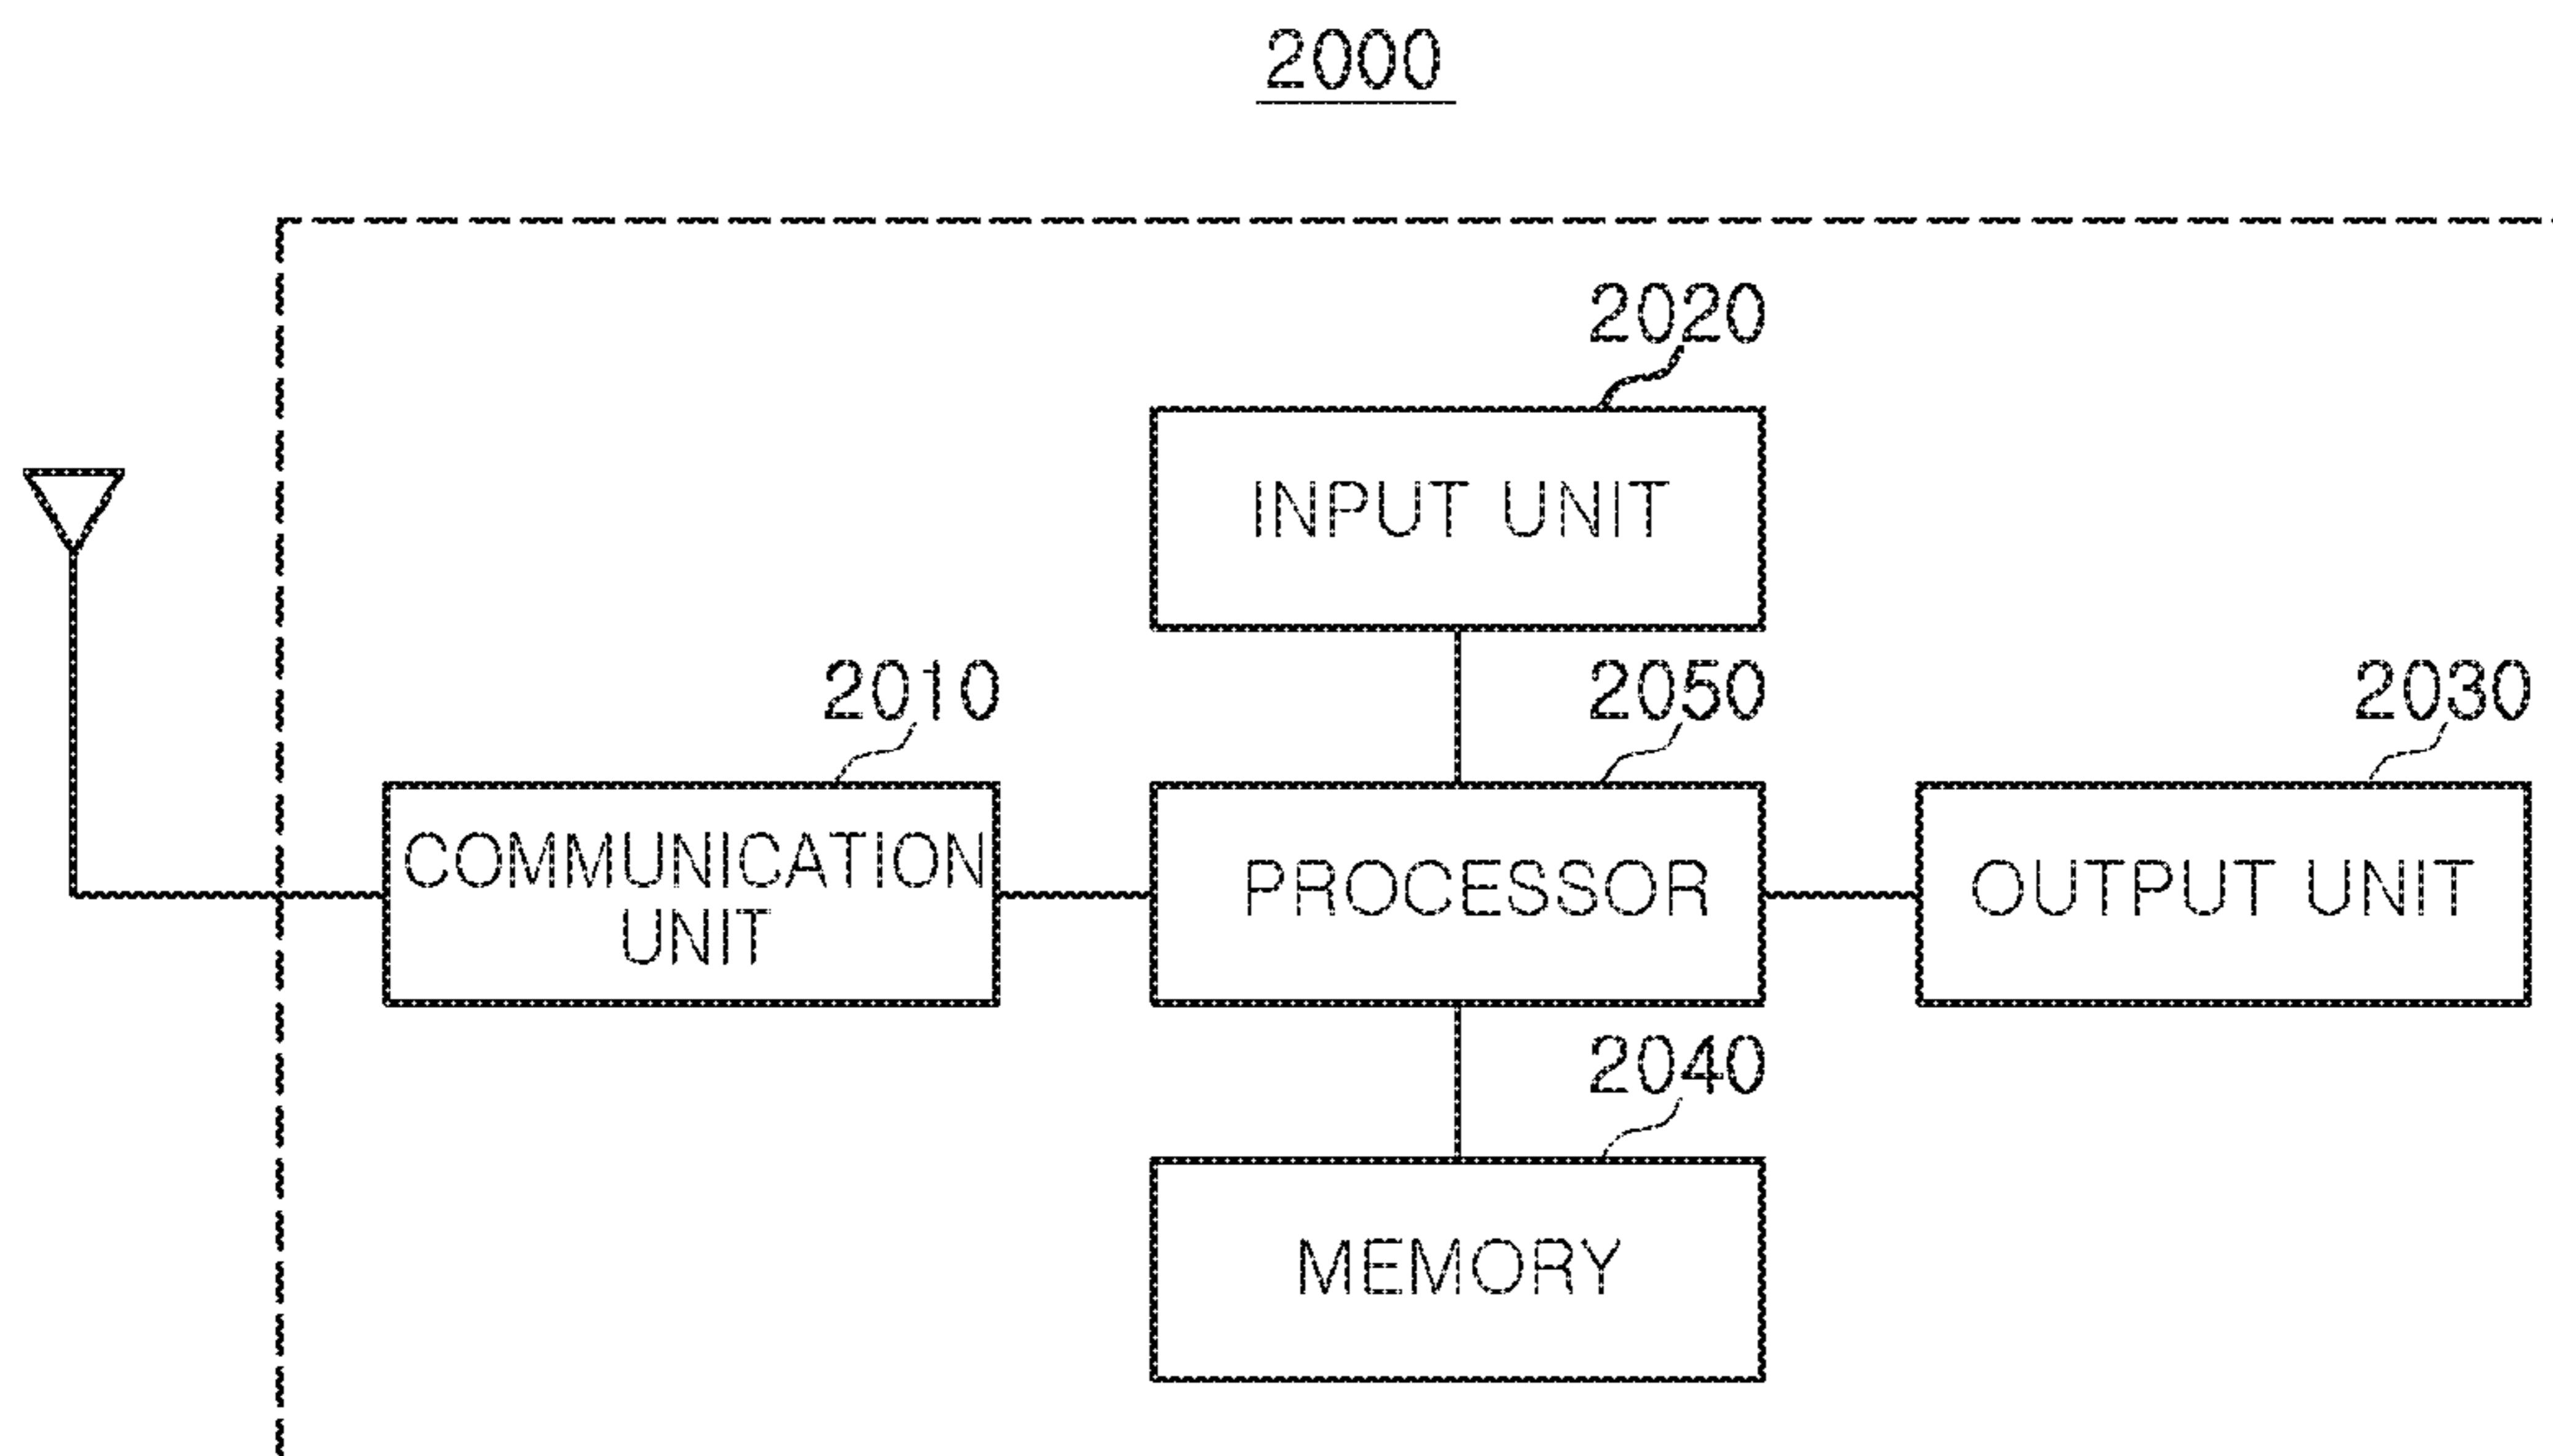 2000
2020
INPUT UNIT
2010
2050
2030
COMMUNICATION
UNIT
PROCESSOR
OUTPUT UNIT
2040
MEMORY